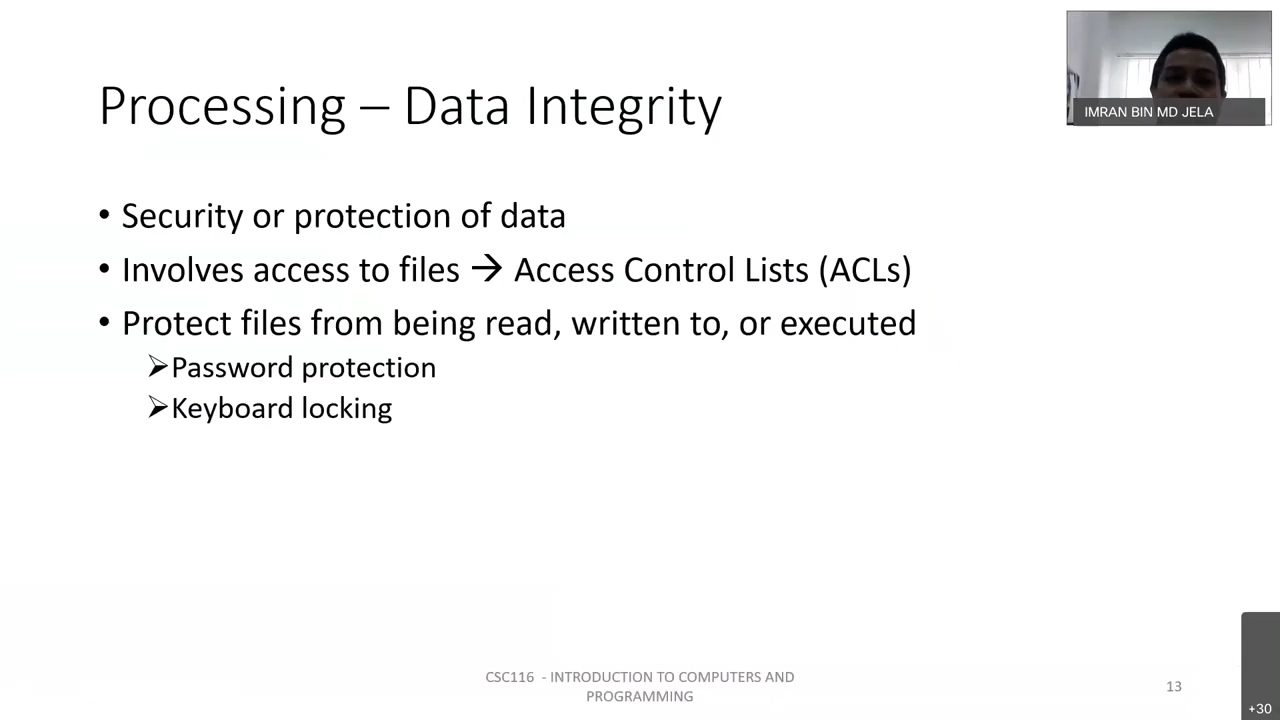 Processing – Data Integrity
IMRAN BIN MD JELA
• Security or protection of data
• Involves access to files → Access Control Lists (ACLs)
• Protect files from being read, written to, or executed
➢Password protection
➢Keyboard locking
CSC116 - INTRODUCTION TO COMPUTERS AND
PROGRAMMING
13
+30